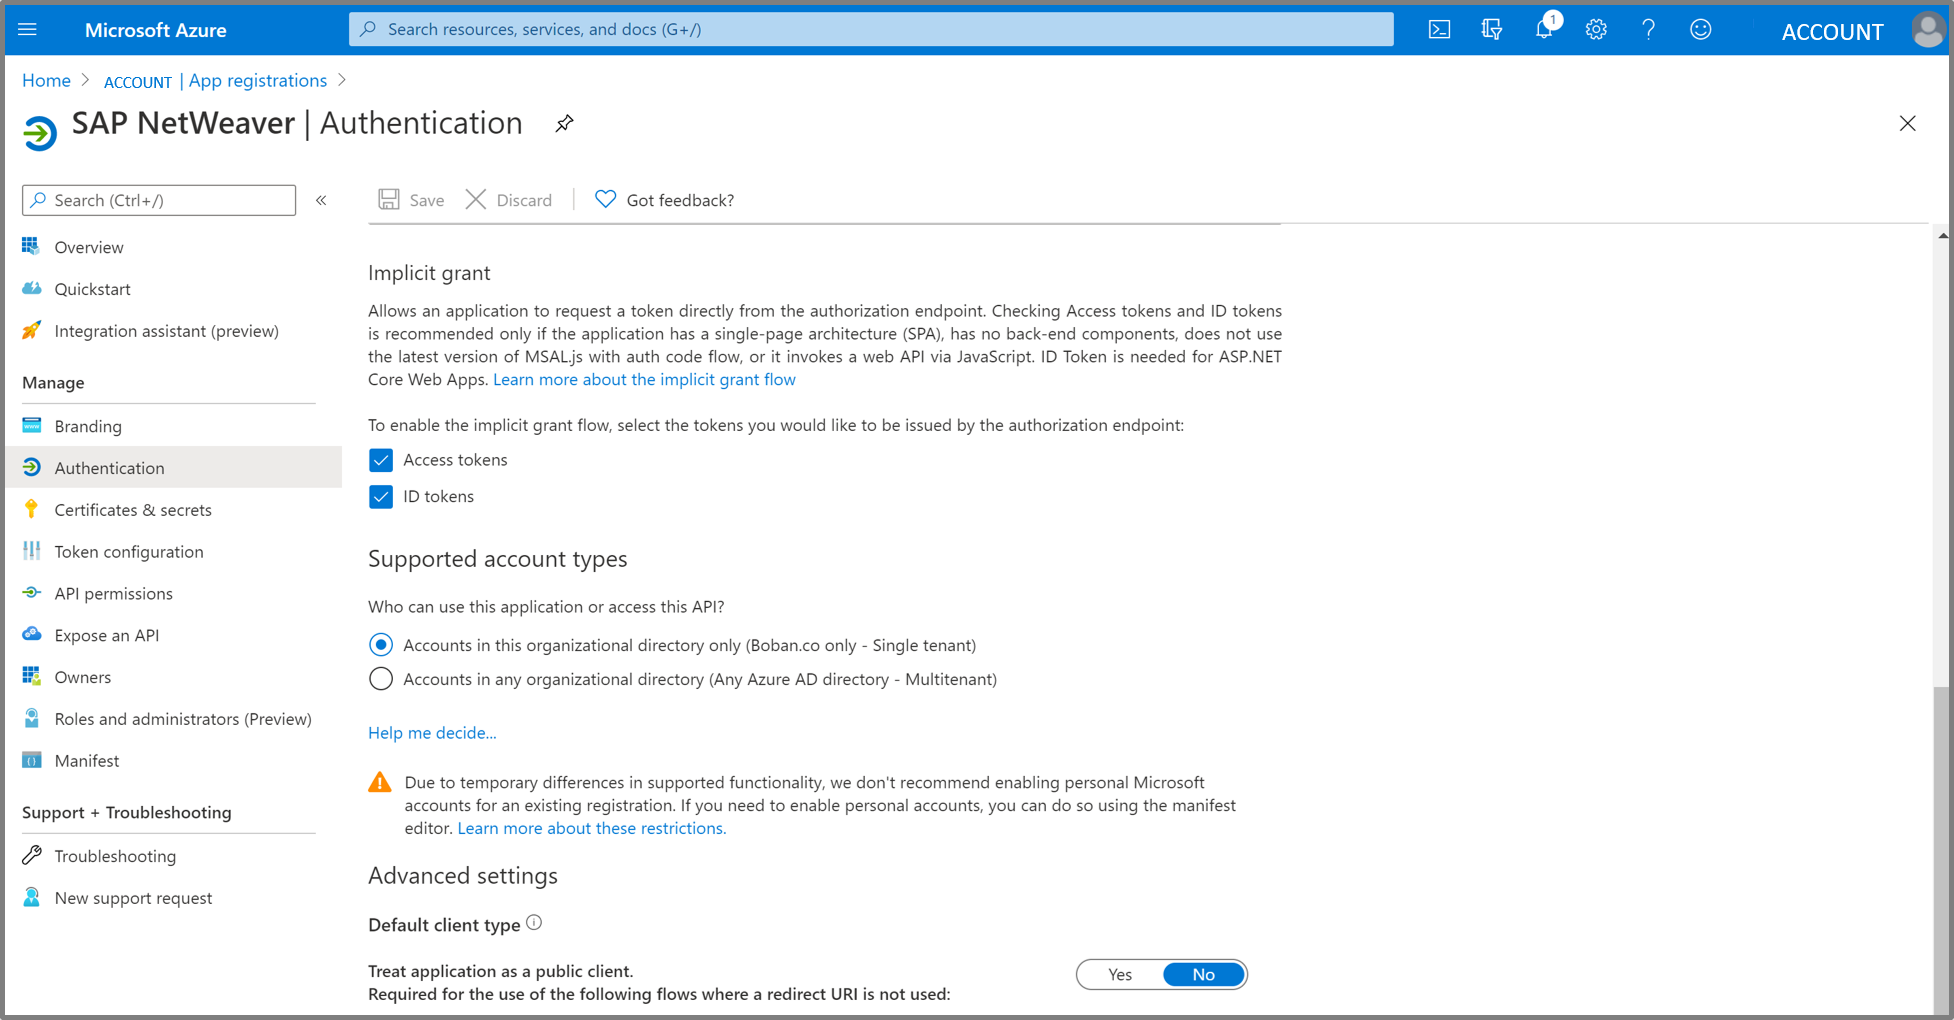 Microsoft Azure
Search resources, services, and docs (G+/)
1
ACCOUNT
Home > ACCOUNT | App registrations >
SAP NetWeaver | Authentication
Search (Ctrl+/)
«
Save
Discard
Got feedback?
Overview
Quickstart
Integration assistant (preview)
Manage
Branding
Authentication
Certificates & secrets
Token configuration
API permissions
Expose an API
Owners
Roles and administrators (Preview)
Manifest
Support + Troubleshooting
Troubleshooting
New support request
Implicit grant
Allows an application to request a token directly from the authorization endpoint. Checking Access tokens and ID tokens
is recommended only if the application has a single-page architecture (SPA), has no back-end components, does not use
the latest version of MSAL.js with auth code flow, or it invokes a web API via JavaScript. ID Token is needed for ASP.NET
Core Web Apps. Learn more about the implicit grant flow
To enable the implicit grant flow, select the tokens you would like to be issued by the authorization endpoint:
Access tokens
ID tokens
Supported account types
Who can use this application or access this API?
Accounts in this organizational directory only (Boban.co only - Single tenant)
Accounts in any organizational directory (Any Azure AD directory - Multitenant)
Help me decide...
Due to temporary differences in supported functionality, we don't recommend enabling personal Microsoft
accounts for an existing registration. If you need to enable personal accounts, you can do so using the manifest
editor. Learn more about these restrictions.
Advanced settings
Default client type
Treat application as a public client.
Required for the use of the following flows where a redirect URI is not used:
Yes
No